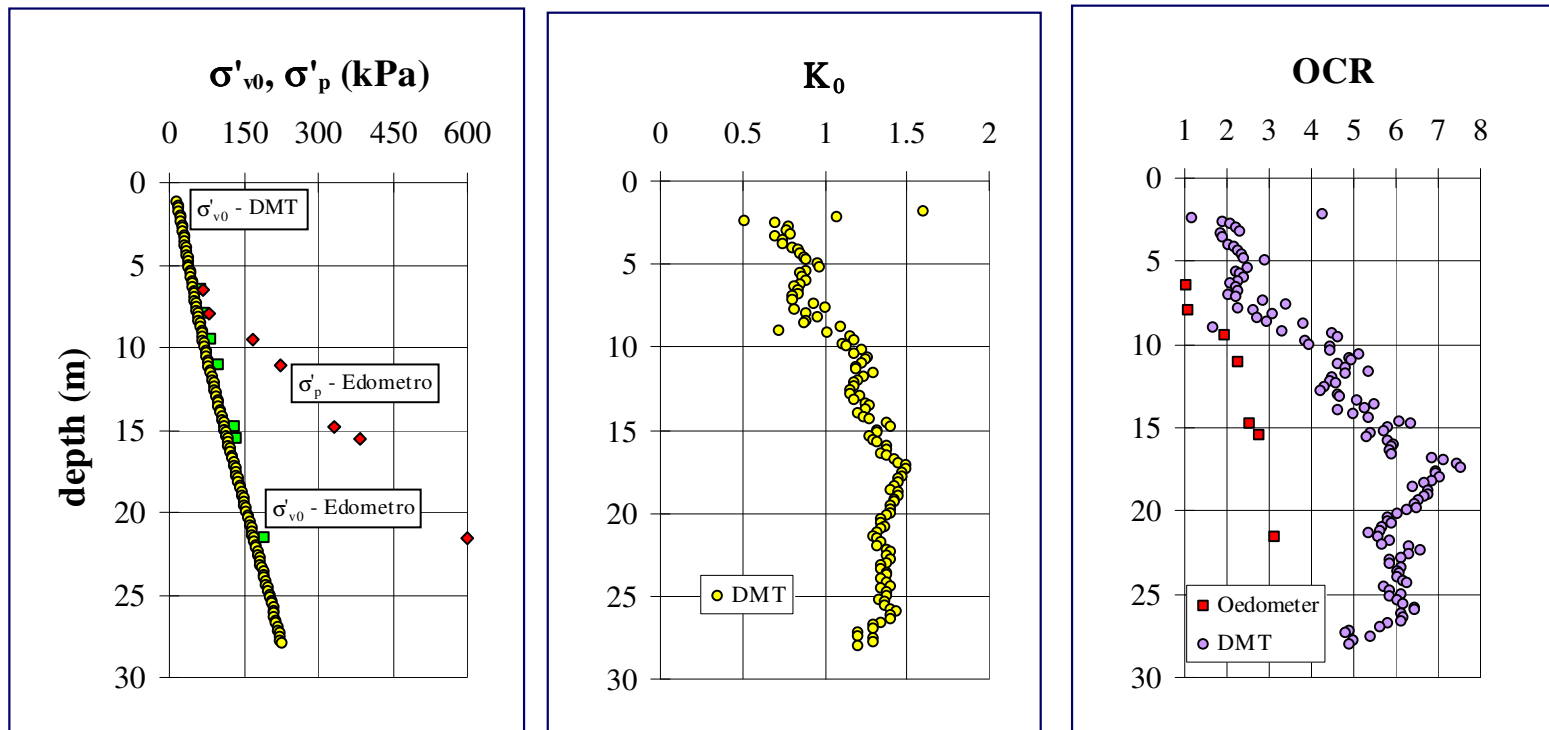 σ'v0, σ'p (kPa)
0 150 300 450 600
0
5
10
15
20
25
30
depth (m)
σ'v0 - DMT
σ'p - Edometro
σ'v0 - Edometro
K0
0 0.5 1 1.5 2
0
5
10
15
20
25
30
DMT
OCR
1 2 3 4 5 6 7 8
0
5
10
15
20
25
30
Oedometer
DMT